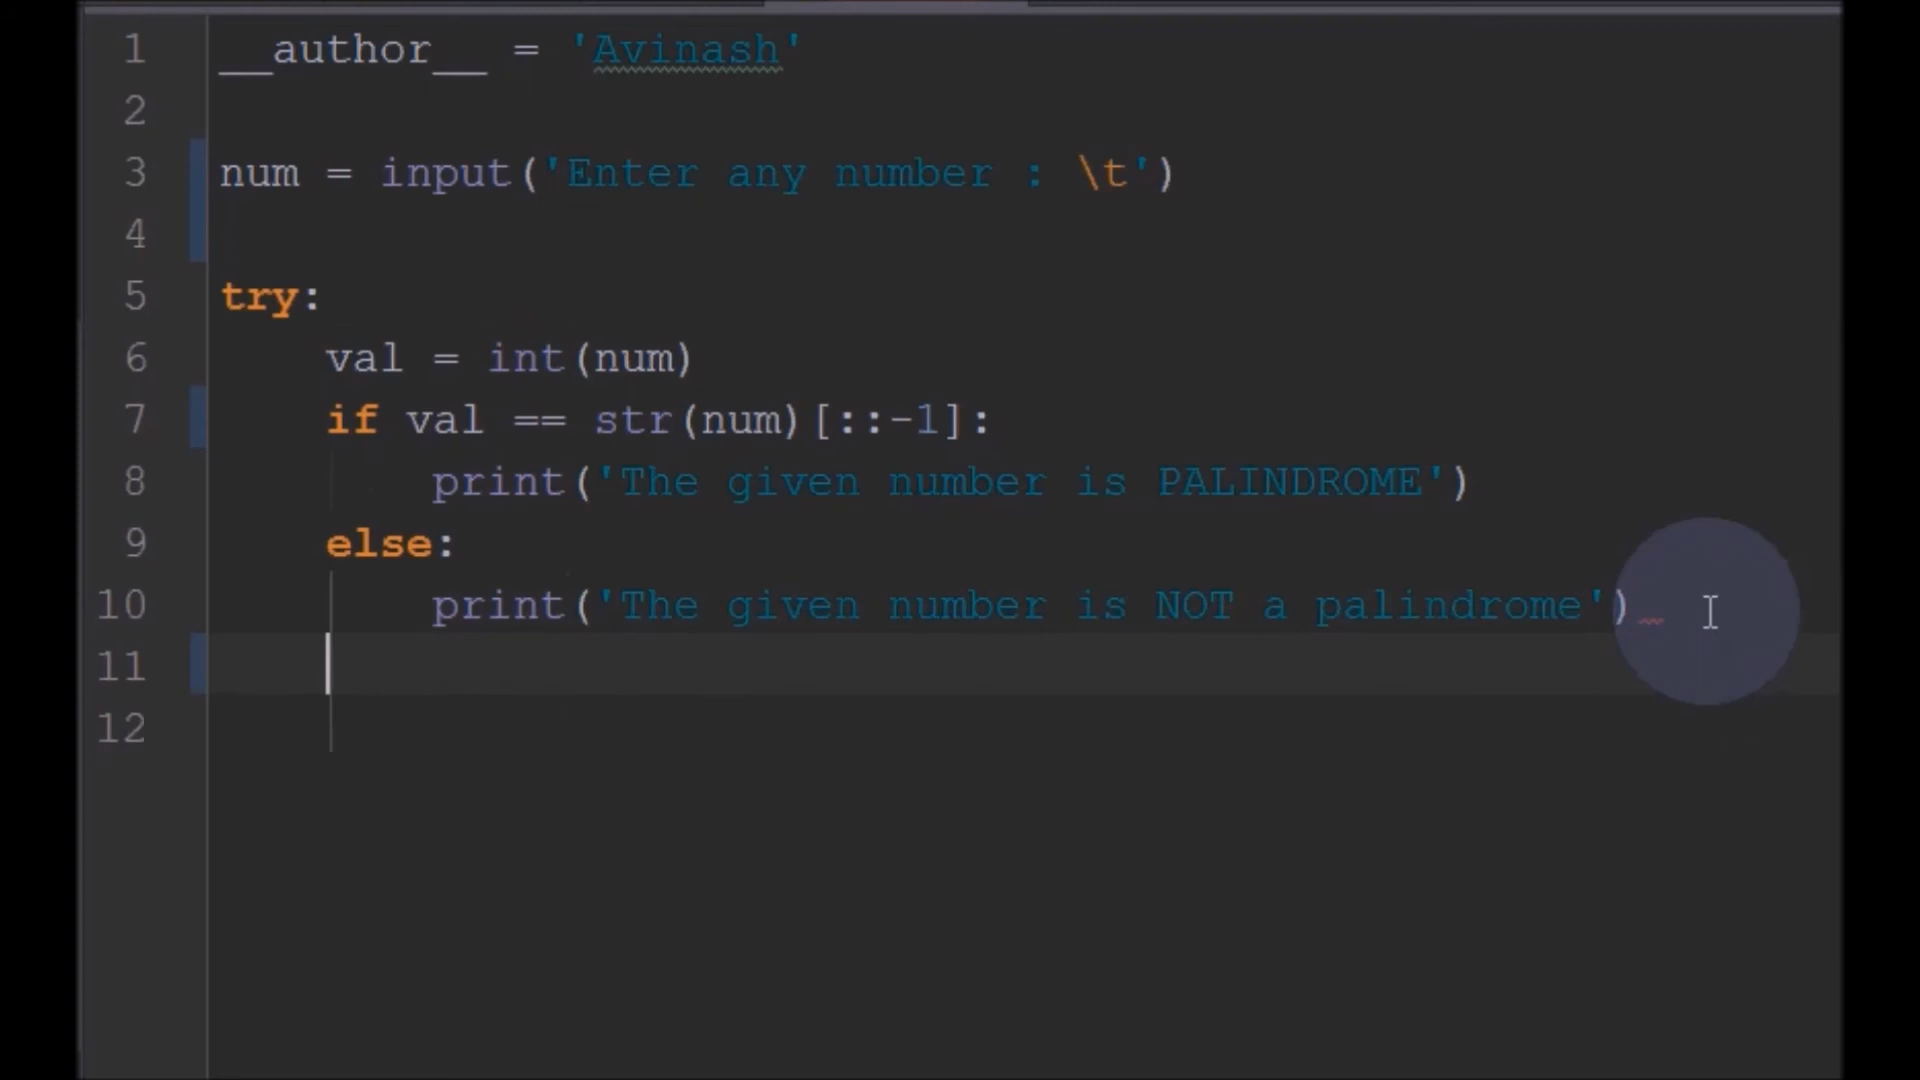 1 __author__ = 'Avinash'
2
3 num = input('Enter any number : \t')
4
5 try:
6     val = int(num)
7     if val == str(num)[::-1]:
8         print('The given number is PALINDROME')
9     else:
10         print('The given number is NOT a palindrome')
11
12